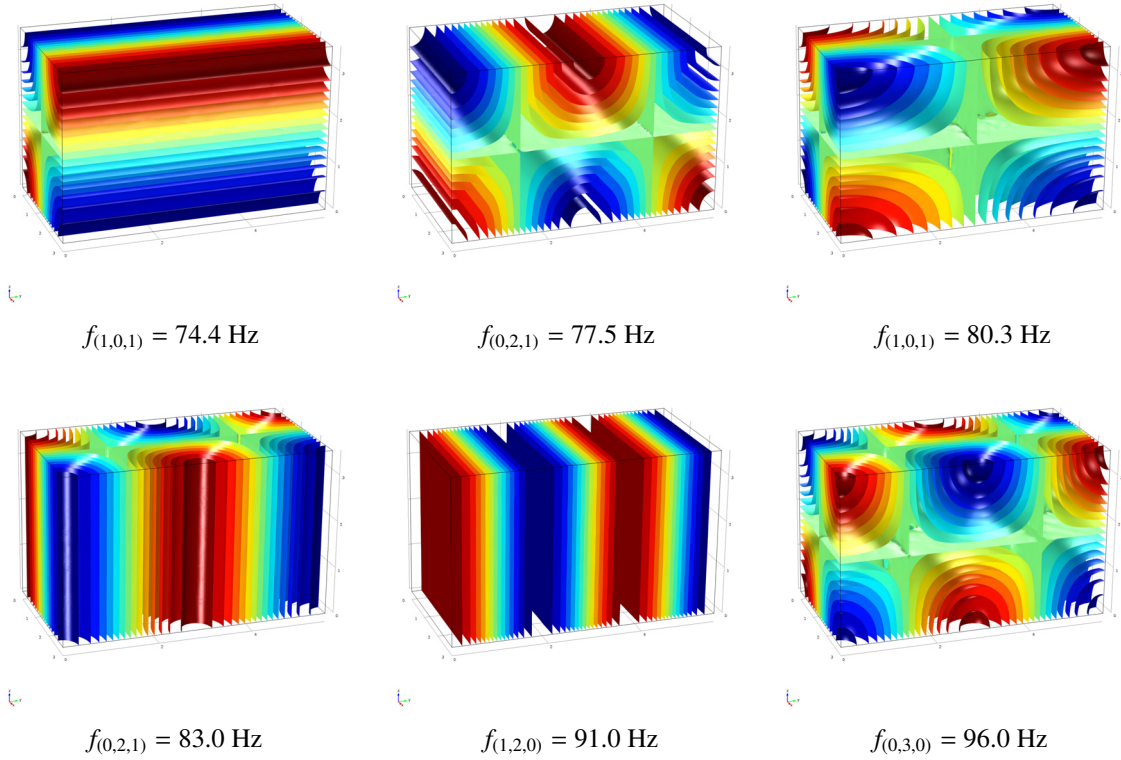 f(1,0,1) = 74.4 Hz
f(0,2,1) = 77.5 Hz
f(1,0,1) = 80.3 Hz
f(0,2,1) = 83.0 Hz
f(1,2,0) = 91.0 Hz
f(0,3,0) = 96.0 Hz